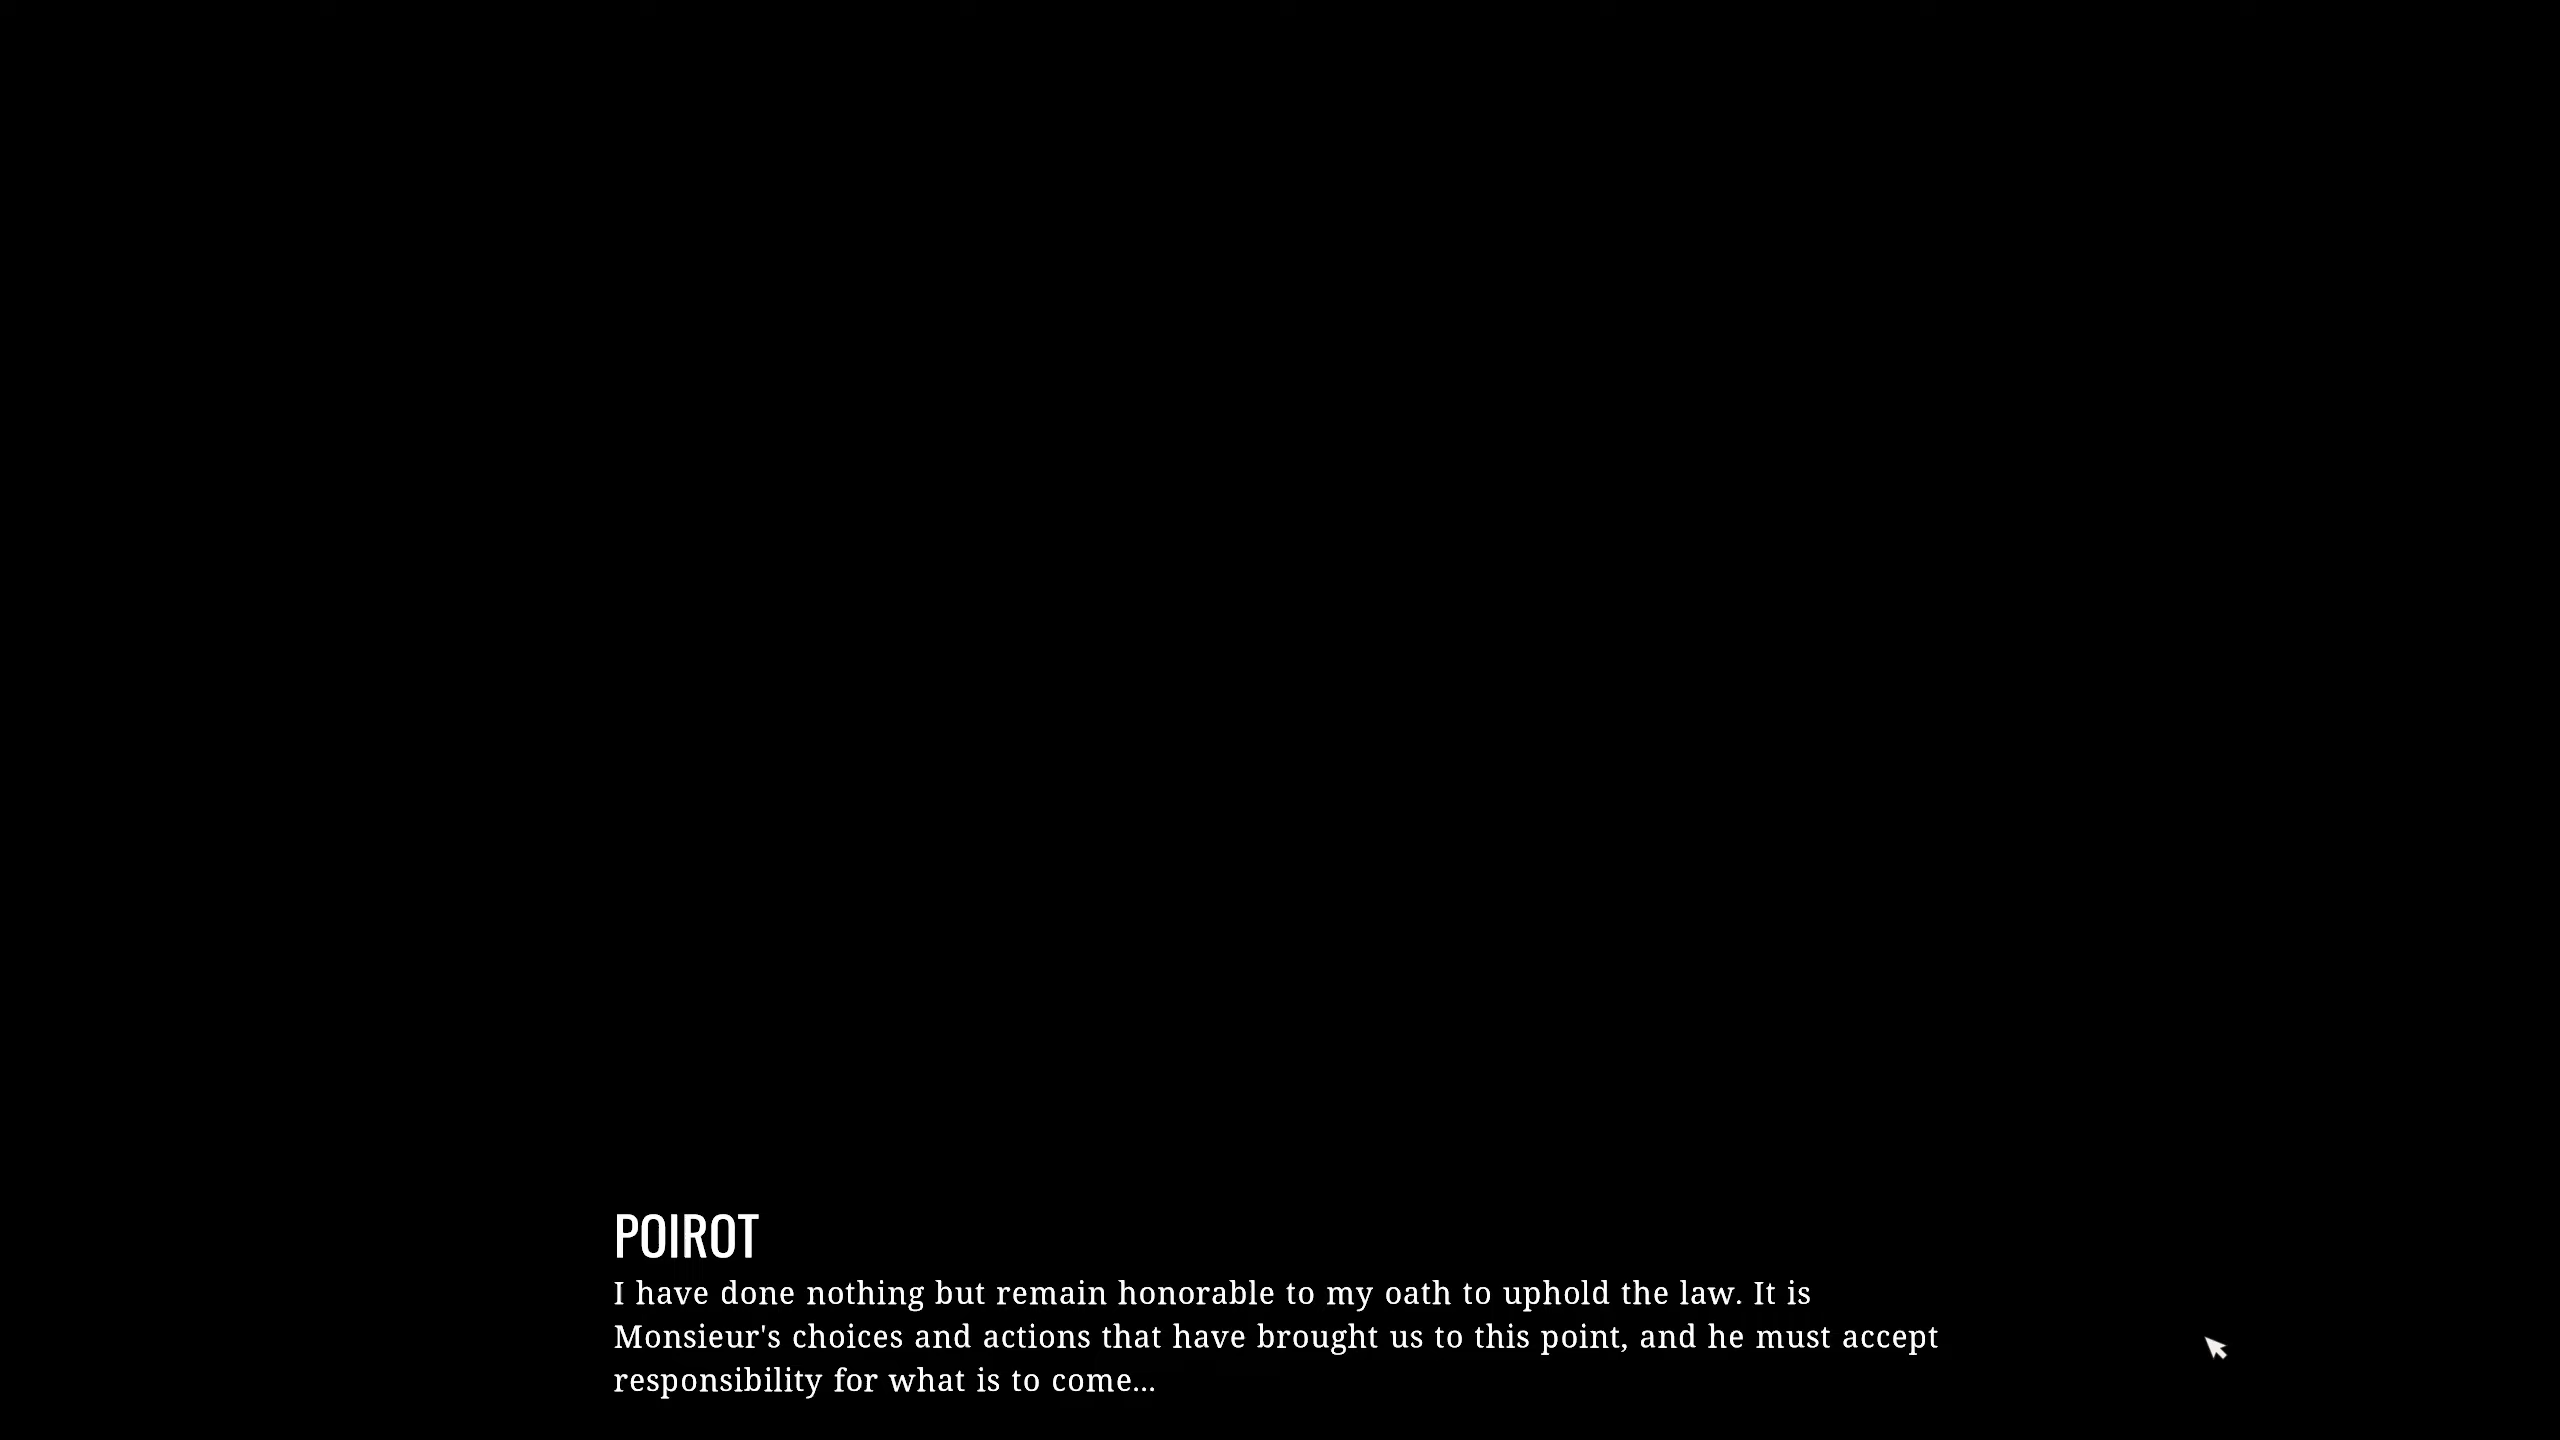 POIROT
I have done nothing but remain honorable to my oath to uphold the law. It is
Monsieur's choices and actions that have brought us to this point, and he must accept
responsibility for what is to come...